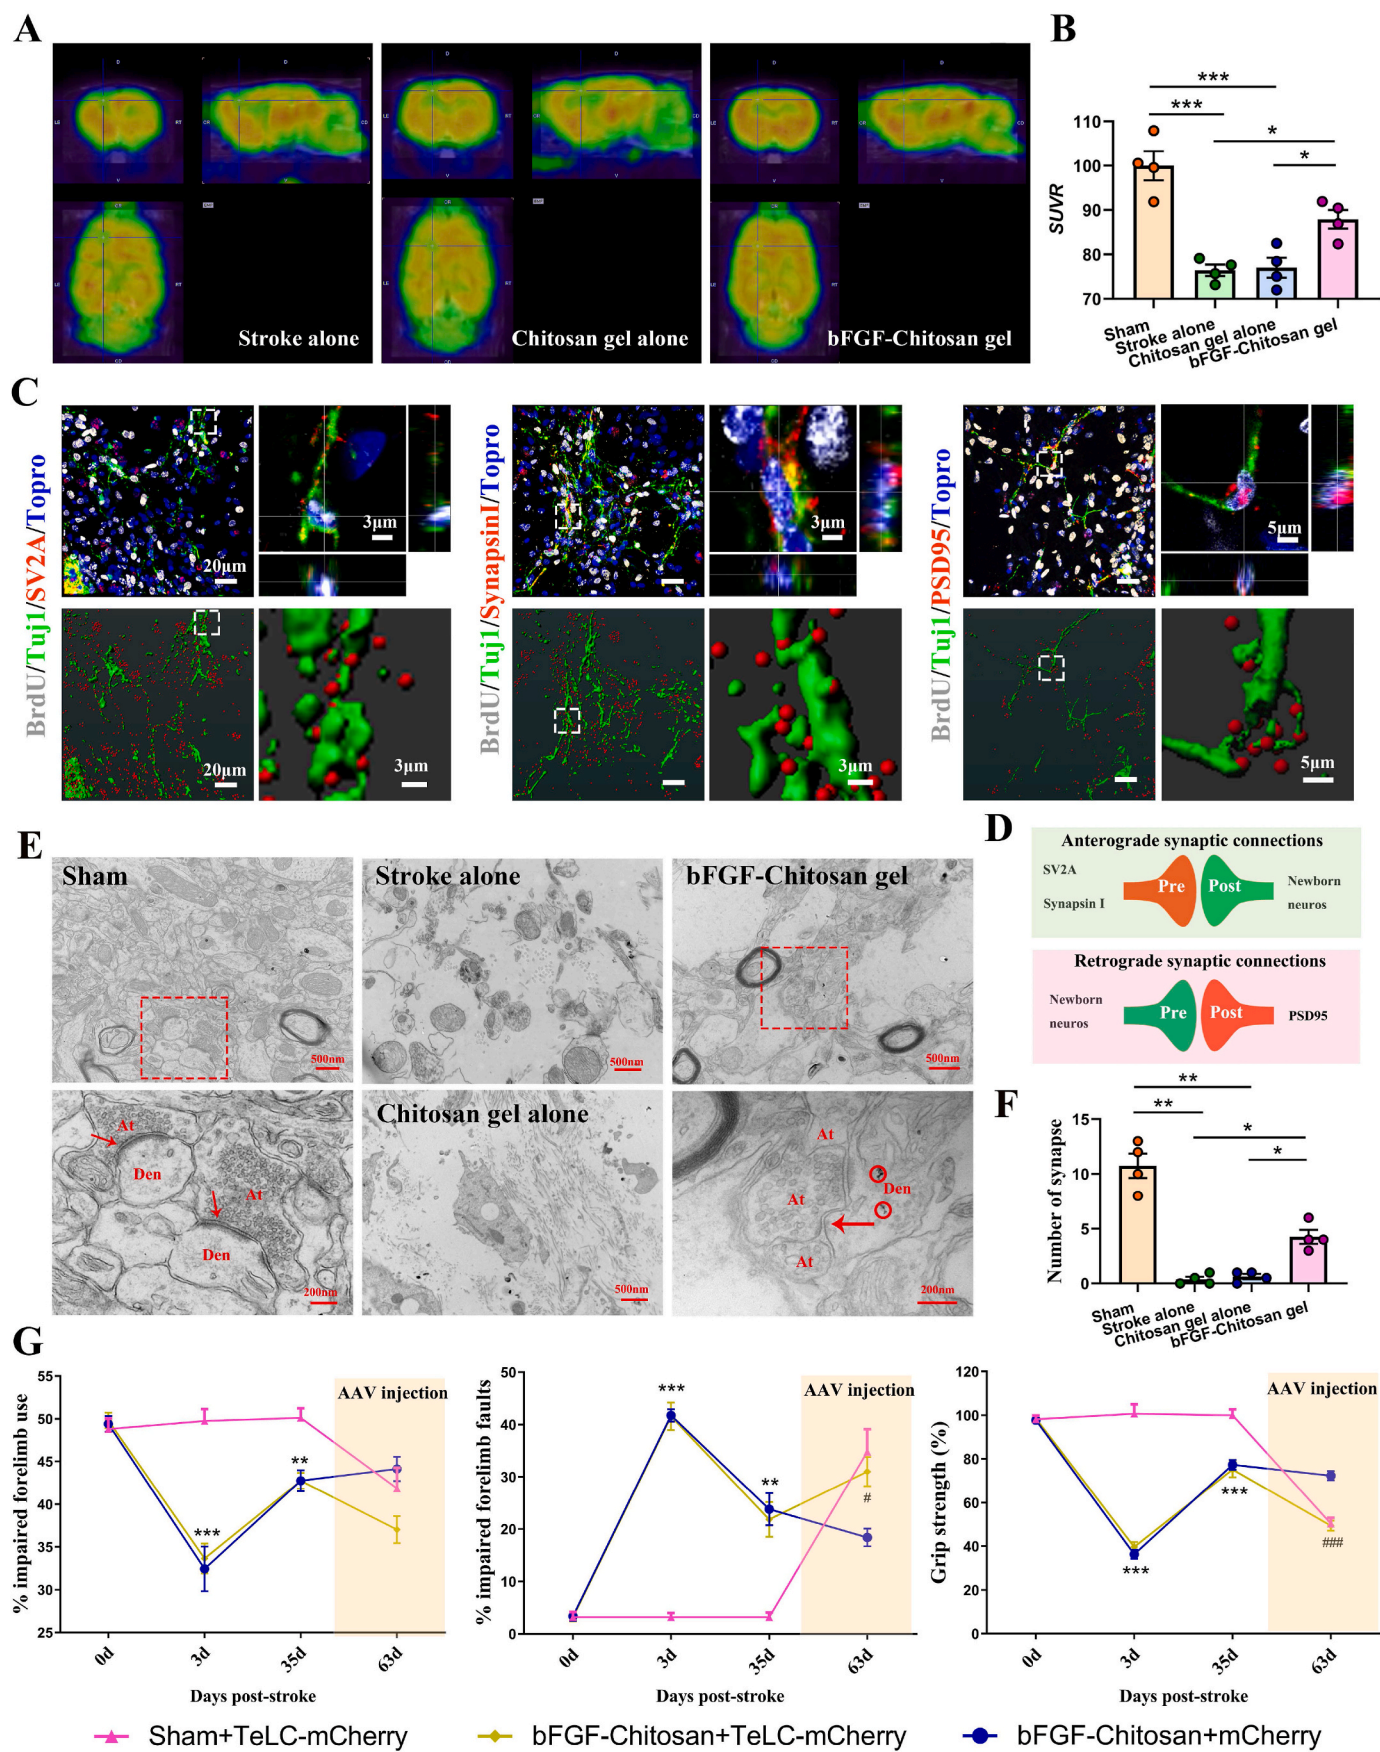 A
Stroke alone
Chitosan gel alone
bFGF-Chitosan gel
B
***
***
*
*
SUVR
110
100
90
80
70
Sham
Stroke alone
Chitosan gel alone
bFGF-Chitosan gel
C
BrdU/Tuj1/SV2A/Topro
20μm
3μm
20μm
3μm
BrdU/Tuj1/SynapsinI/Topro
3μm
3μm
BrdU/Tuj1/PSD95/Topro
5μm
5μm
D
Anterograde synaptic connections
SV2A
Synapsin I
Pre
Post
Newborn
neuros
Retrograde synaptic connections
Newborn
neuros
Pre
Post
PSD95
E
Sham
500nm
Stroke alone
500nm
bFGF-Chitosan gel
500nm
At
Den
At
Den
200nm
Chitosan gel alone
500nm
At
At
Den
At
200nm
F
**
**
*
*
Number of synapse
15
10
5
0
Sham
Stroke alone
Chitosan gel alone
bFGF-Chitosan gel
G
% impaired forelimb use
55
50
45
40
35
30
25
AAV injection
***
**
0d
3d
35d
63d
Days post-stroke
% impaired forelimb faults
50
40
30
20
10
0
AAV injection
***
**
#
0d
3d
35d
63d
Days post-stroke
Grip strength (%)
120
100
80
60
40
20
0
AAV injection
***
***
###
0d
3d
35d
63d
Days post-stroke
Sham+TeLC-mCherry
bFGF-Chitosan+TeLC-mCherry
bFGF-Chitosan+mCherry